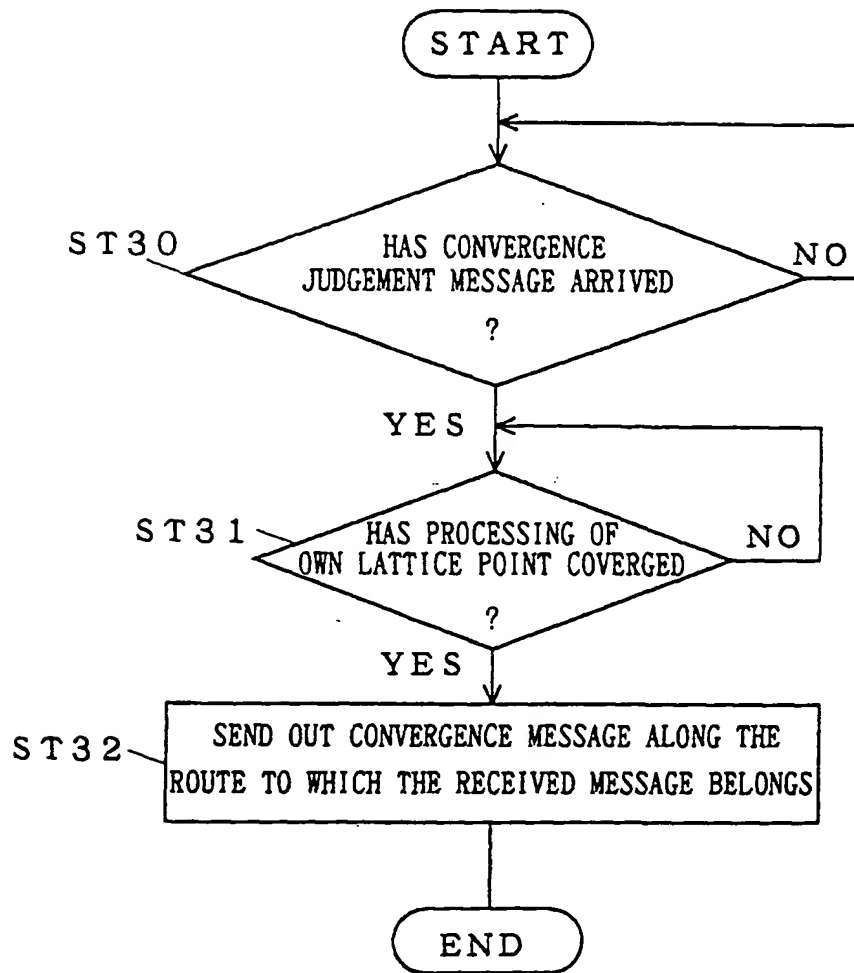 START
ST30
HAS CONVERGENCE
JUDGEMENT MESSAGE ARRIVED
?
NO
YES
ST31
HAS PROCESSING OF
OWN LATTICE POINT COVERGED
?
NO
YES
ST32
SEND OUT CONVERGENCE MESSAGE ALONG THE
ROUTE TO WHICH THE RECEIVED MESSAGE BELONGS
END